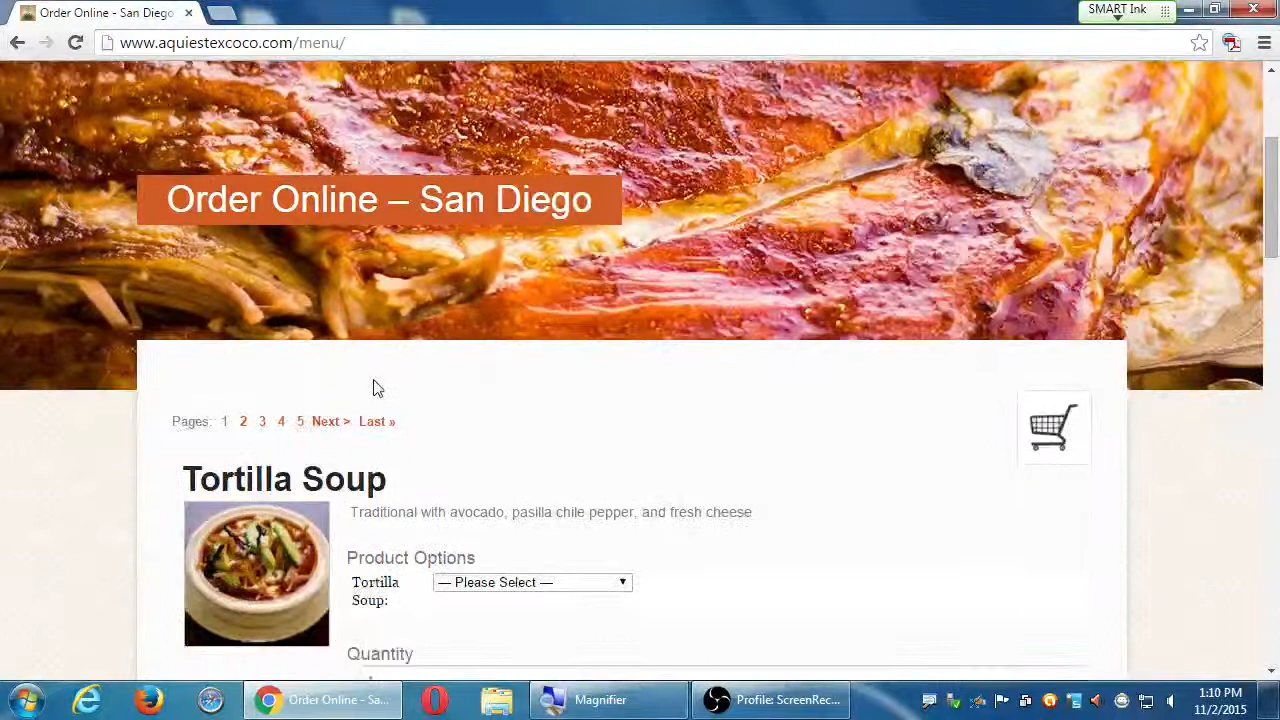 Order Online – San Diego
SMART Ink
www.aquiestexcoco.com/menu/
Order Online – San Diego
Pages: 1 2 3 4 5 Next > Last »
Tortilla Soup
Traditional with avocado, pasilla chile pepper, and fresh cheese
Product Options
Tortilla
Soup:
— Please Select —
Quantity
Order Online – Sa...
Magnifier
Profile: ScreenRec...
1:10 PM
11/2/2015